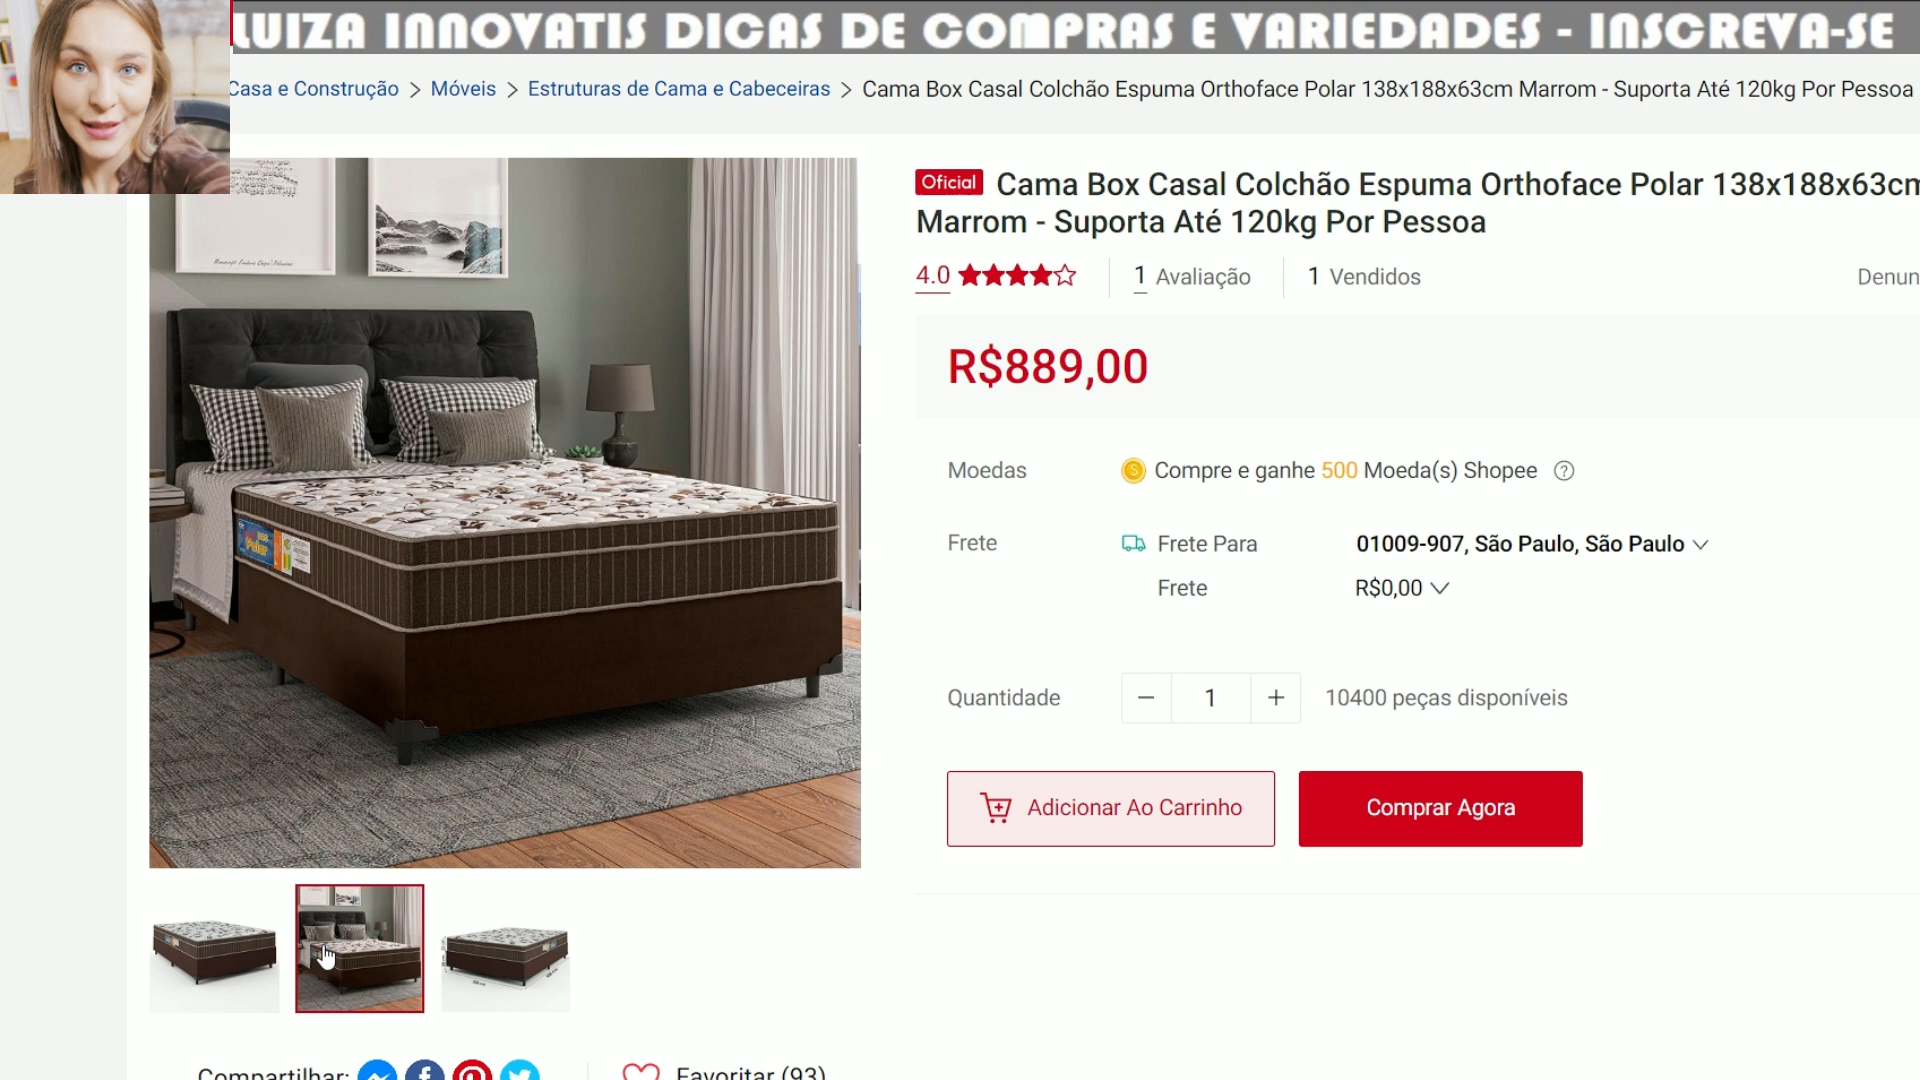 LUIZA INNOVATIS DICAS DE COMPRAS E VARIEDADES - INSCREVA-SE
Casa e Construção > Móveis > Estruturas de Cama e Cabeceiras > Cama Box Casal Colchão Espuma Orthoface Polar 138x188x63cm Marrom - Suporta Até 120kg Por Pessoa
Oficial Cama Box Casal Colchão Espuma Orthoface Polar 138x188x63cm
Marrom - Suporta Até 120kg Por Pessoa
4.0 1 Avaliação 1 Vendidos Denun
R$889,00
Moedas Compre e ganhe 500 Moeda(s) Shopee ?
Frete Frete Para 01009-907, São Paulo, São Paulo
Frete R$0,00
Quantidade − 1 + 10400 peças disponíveis
Adicionar Ao Carrinho Comprar Agora
Polar
Compartilhar: Favoritar (93)